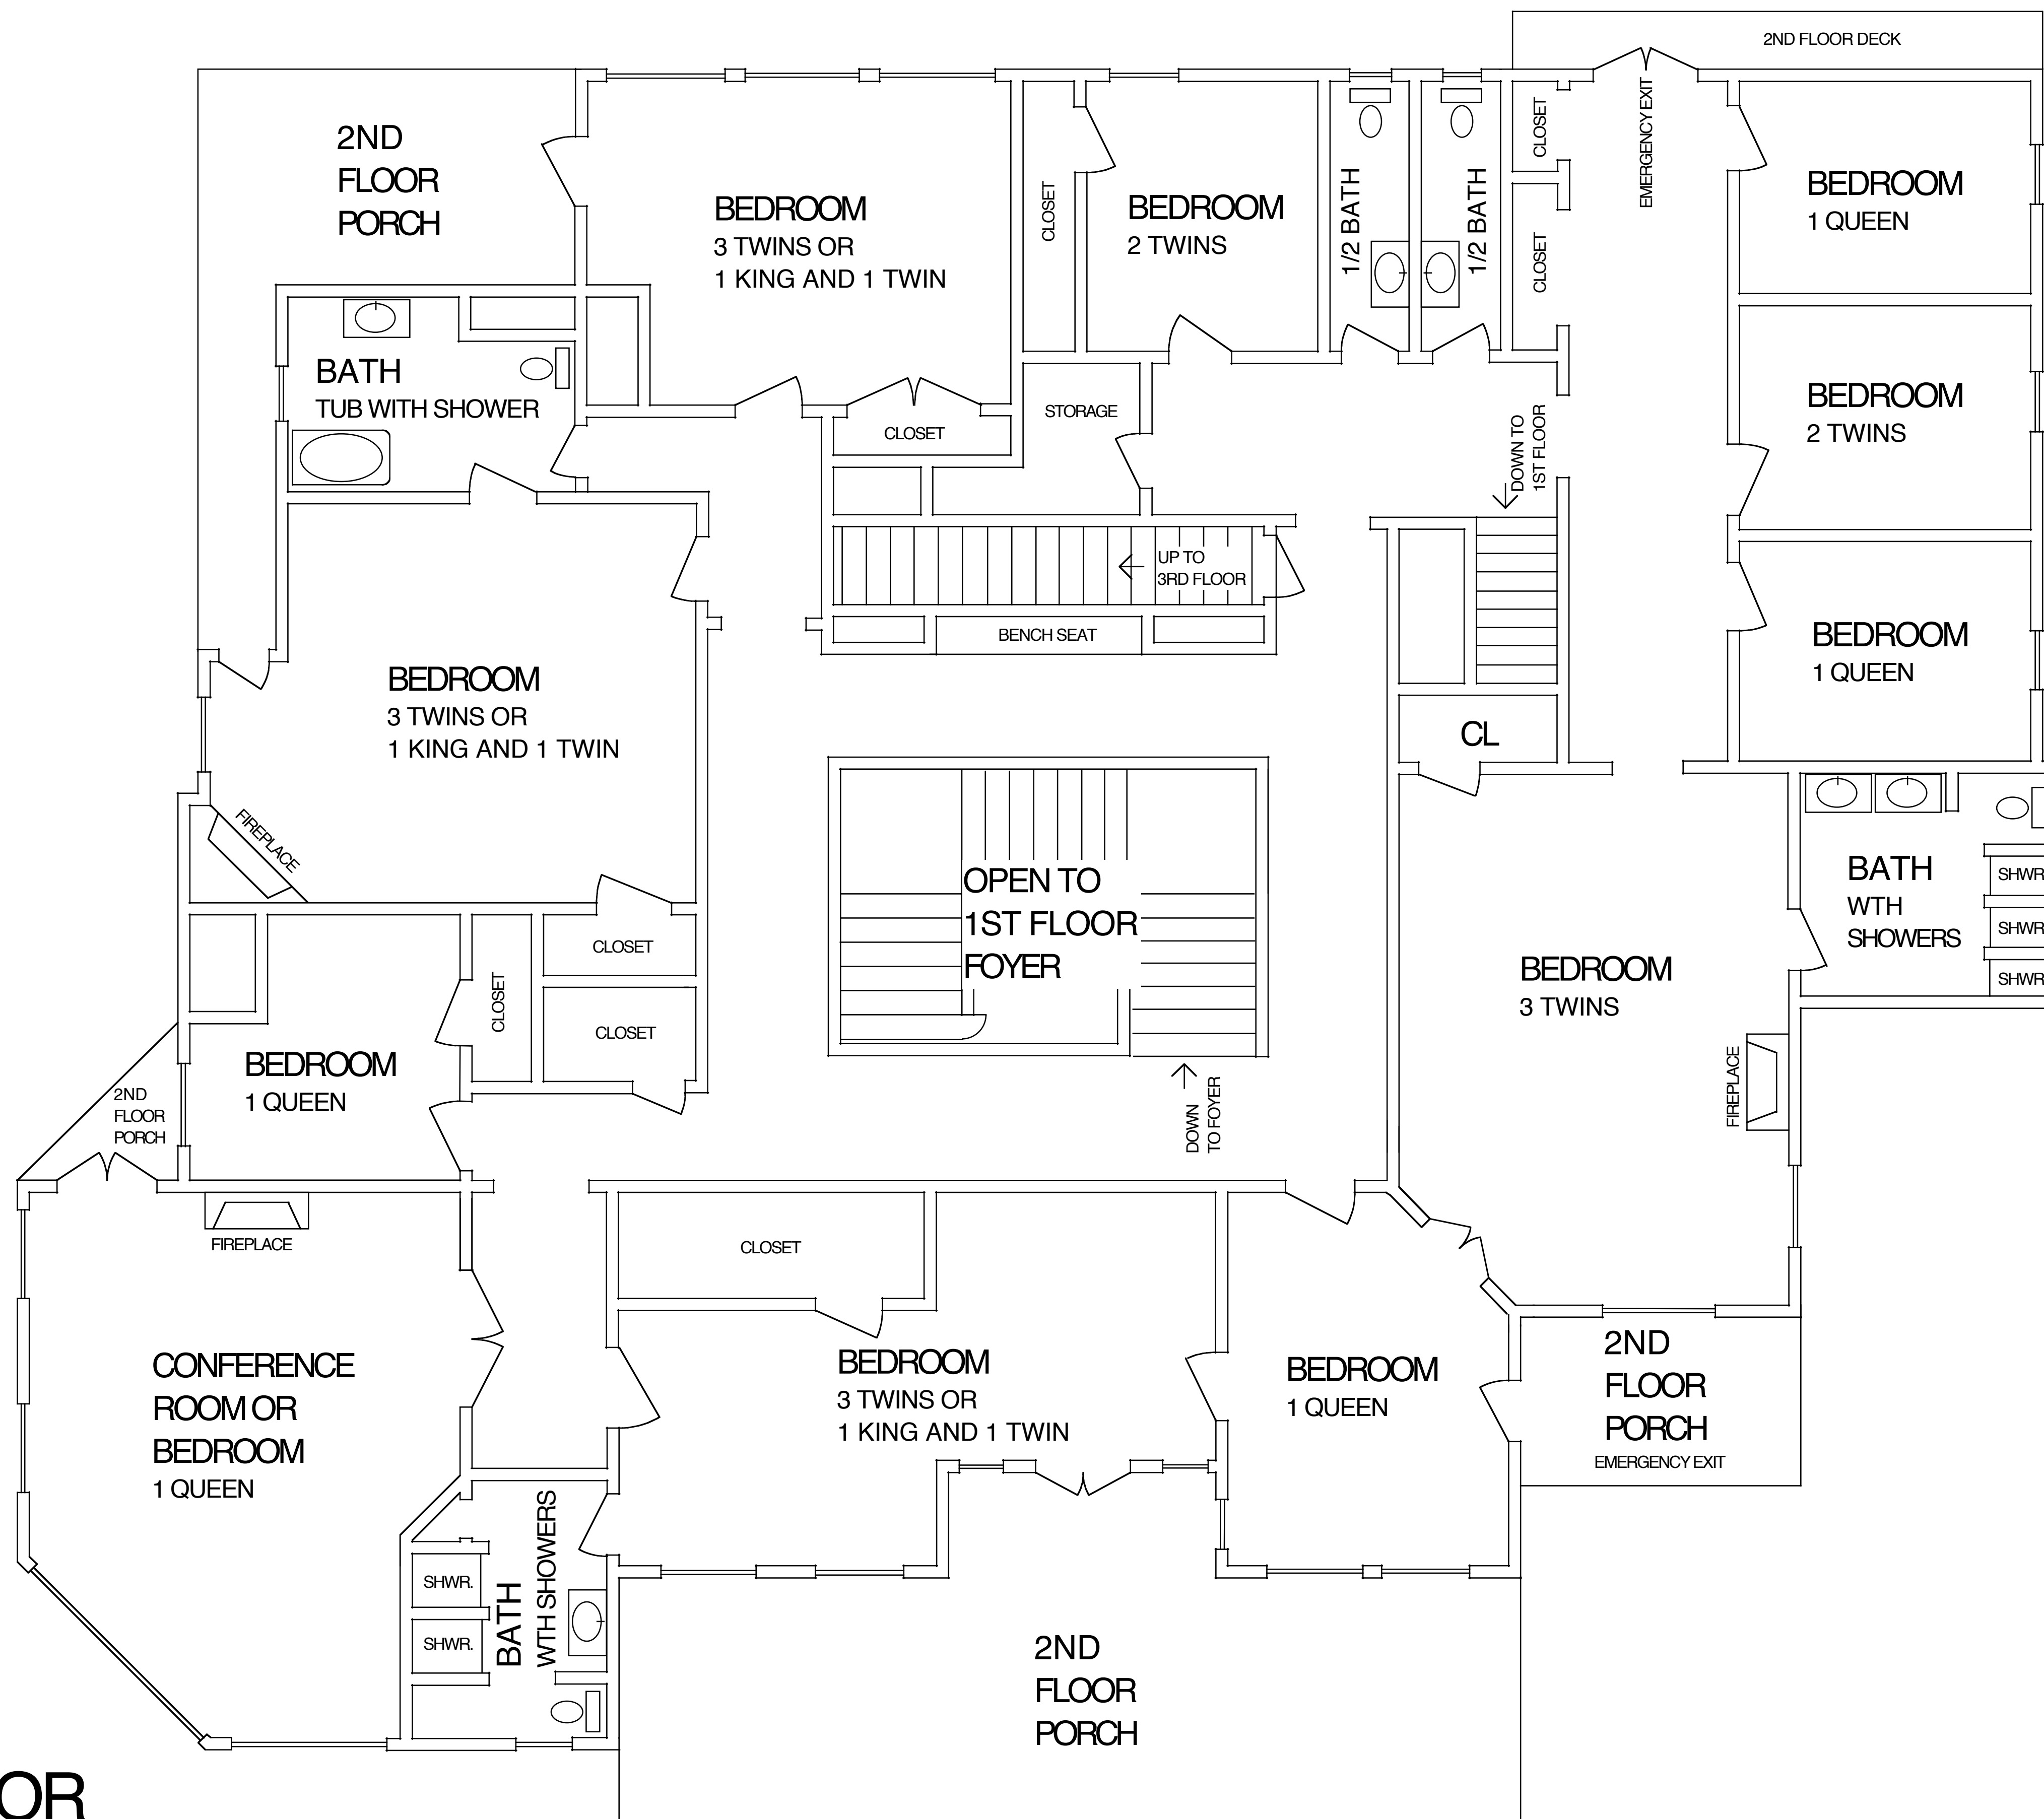 2ND FLOOR DECK
EMERGENCY EXIT
2ND
FLOOR
PORCH
BEDROOM
3 TWINS OR
1 KING AND 1 TWIN
CLOSET
BEDROOM
2 TWINS
1/2 BATH
1/2 BATH
CLOSET
CLOSET
BEDROOM
1 QUEEN
BATH
TUB WITH SHOWER
CLOSET
STORAGE
DOWN TO
1ST FLOOR
BEDROOM
2 TWINS
UP TO
3RD FLOOR
BENCH SEAT
BEDROOM
1 QUEEN
BEDROOM
3 TWINS OR
1 KING AND 1 TWIN
CL
FIREPLACE
OPEN TO
1ST FLOOR
FOYER
BATH
WTH
SHOWERS
SHWR
SHWR
SHWR
CLOSET
CLOSET
CLOSET
BEDROOM
3 TWINS
FIREPLACE
BEDROOM
1 QUEEN
2ND
FLOOR
PORCH
DOWN
TO FOYER
FIREPLACE
CLOSET
CONFERENCE
ROOM OR
BEDROOM
1 QUEEN
BEDROOM
3 TWINS OR
1 KING AND 1 TWIN
BEDROOM
1 QUEEN
2ND
FLOOR
PORCH
EMERGENCY EXIT
SHWR.
SHWR.
BATH
WTH SHOWERS
2ND
FLOOR
PORCH
OR